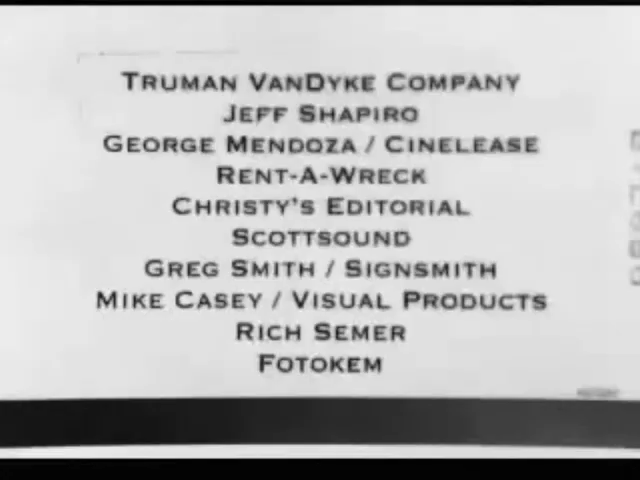 TRUMAN VANDYKE COMPANY
JEFF SHAPIRO
GEORGE MENDOZA / CINELEASE
RENT-A-WRECK
CHRISTY'S EDITORIAL
SCOTTSOUND
GREG SMITH / SIGNSMITH
MIKE CASEY / VISUAL PRODUCTS
RICH SEMER
FOTOKEM